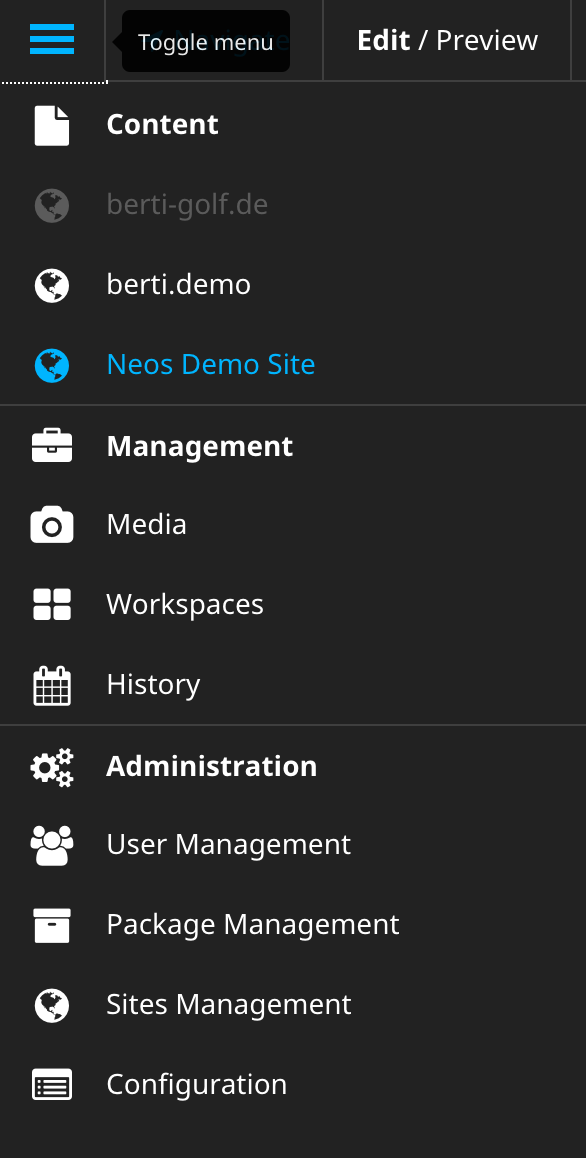 Toggle menu
Edit / Preview
Content
berti-golf.de
berti.demo
Neos Demo Site
Management
Media
Workspaces
History
Administration
User Management
Package Management
Sites Management
Configuration